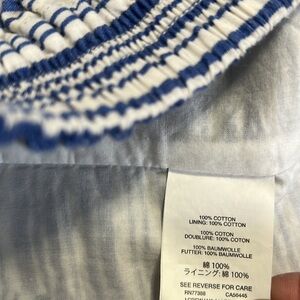 100% COTTON
LINING: 100% COTTON
100% COTON
DOUBLURE: 100% COTON
100% BAUMWOLLE
FUTTER: 100% BAUMWOLLE
綿 100%
ライニング: 綿 100%
SEE REVERSE FOR CARE
RN77388 CA56445